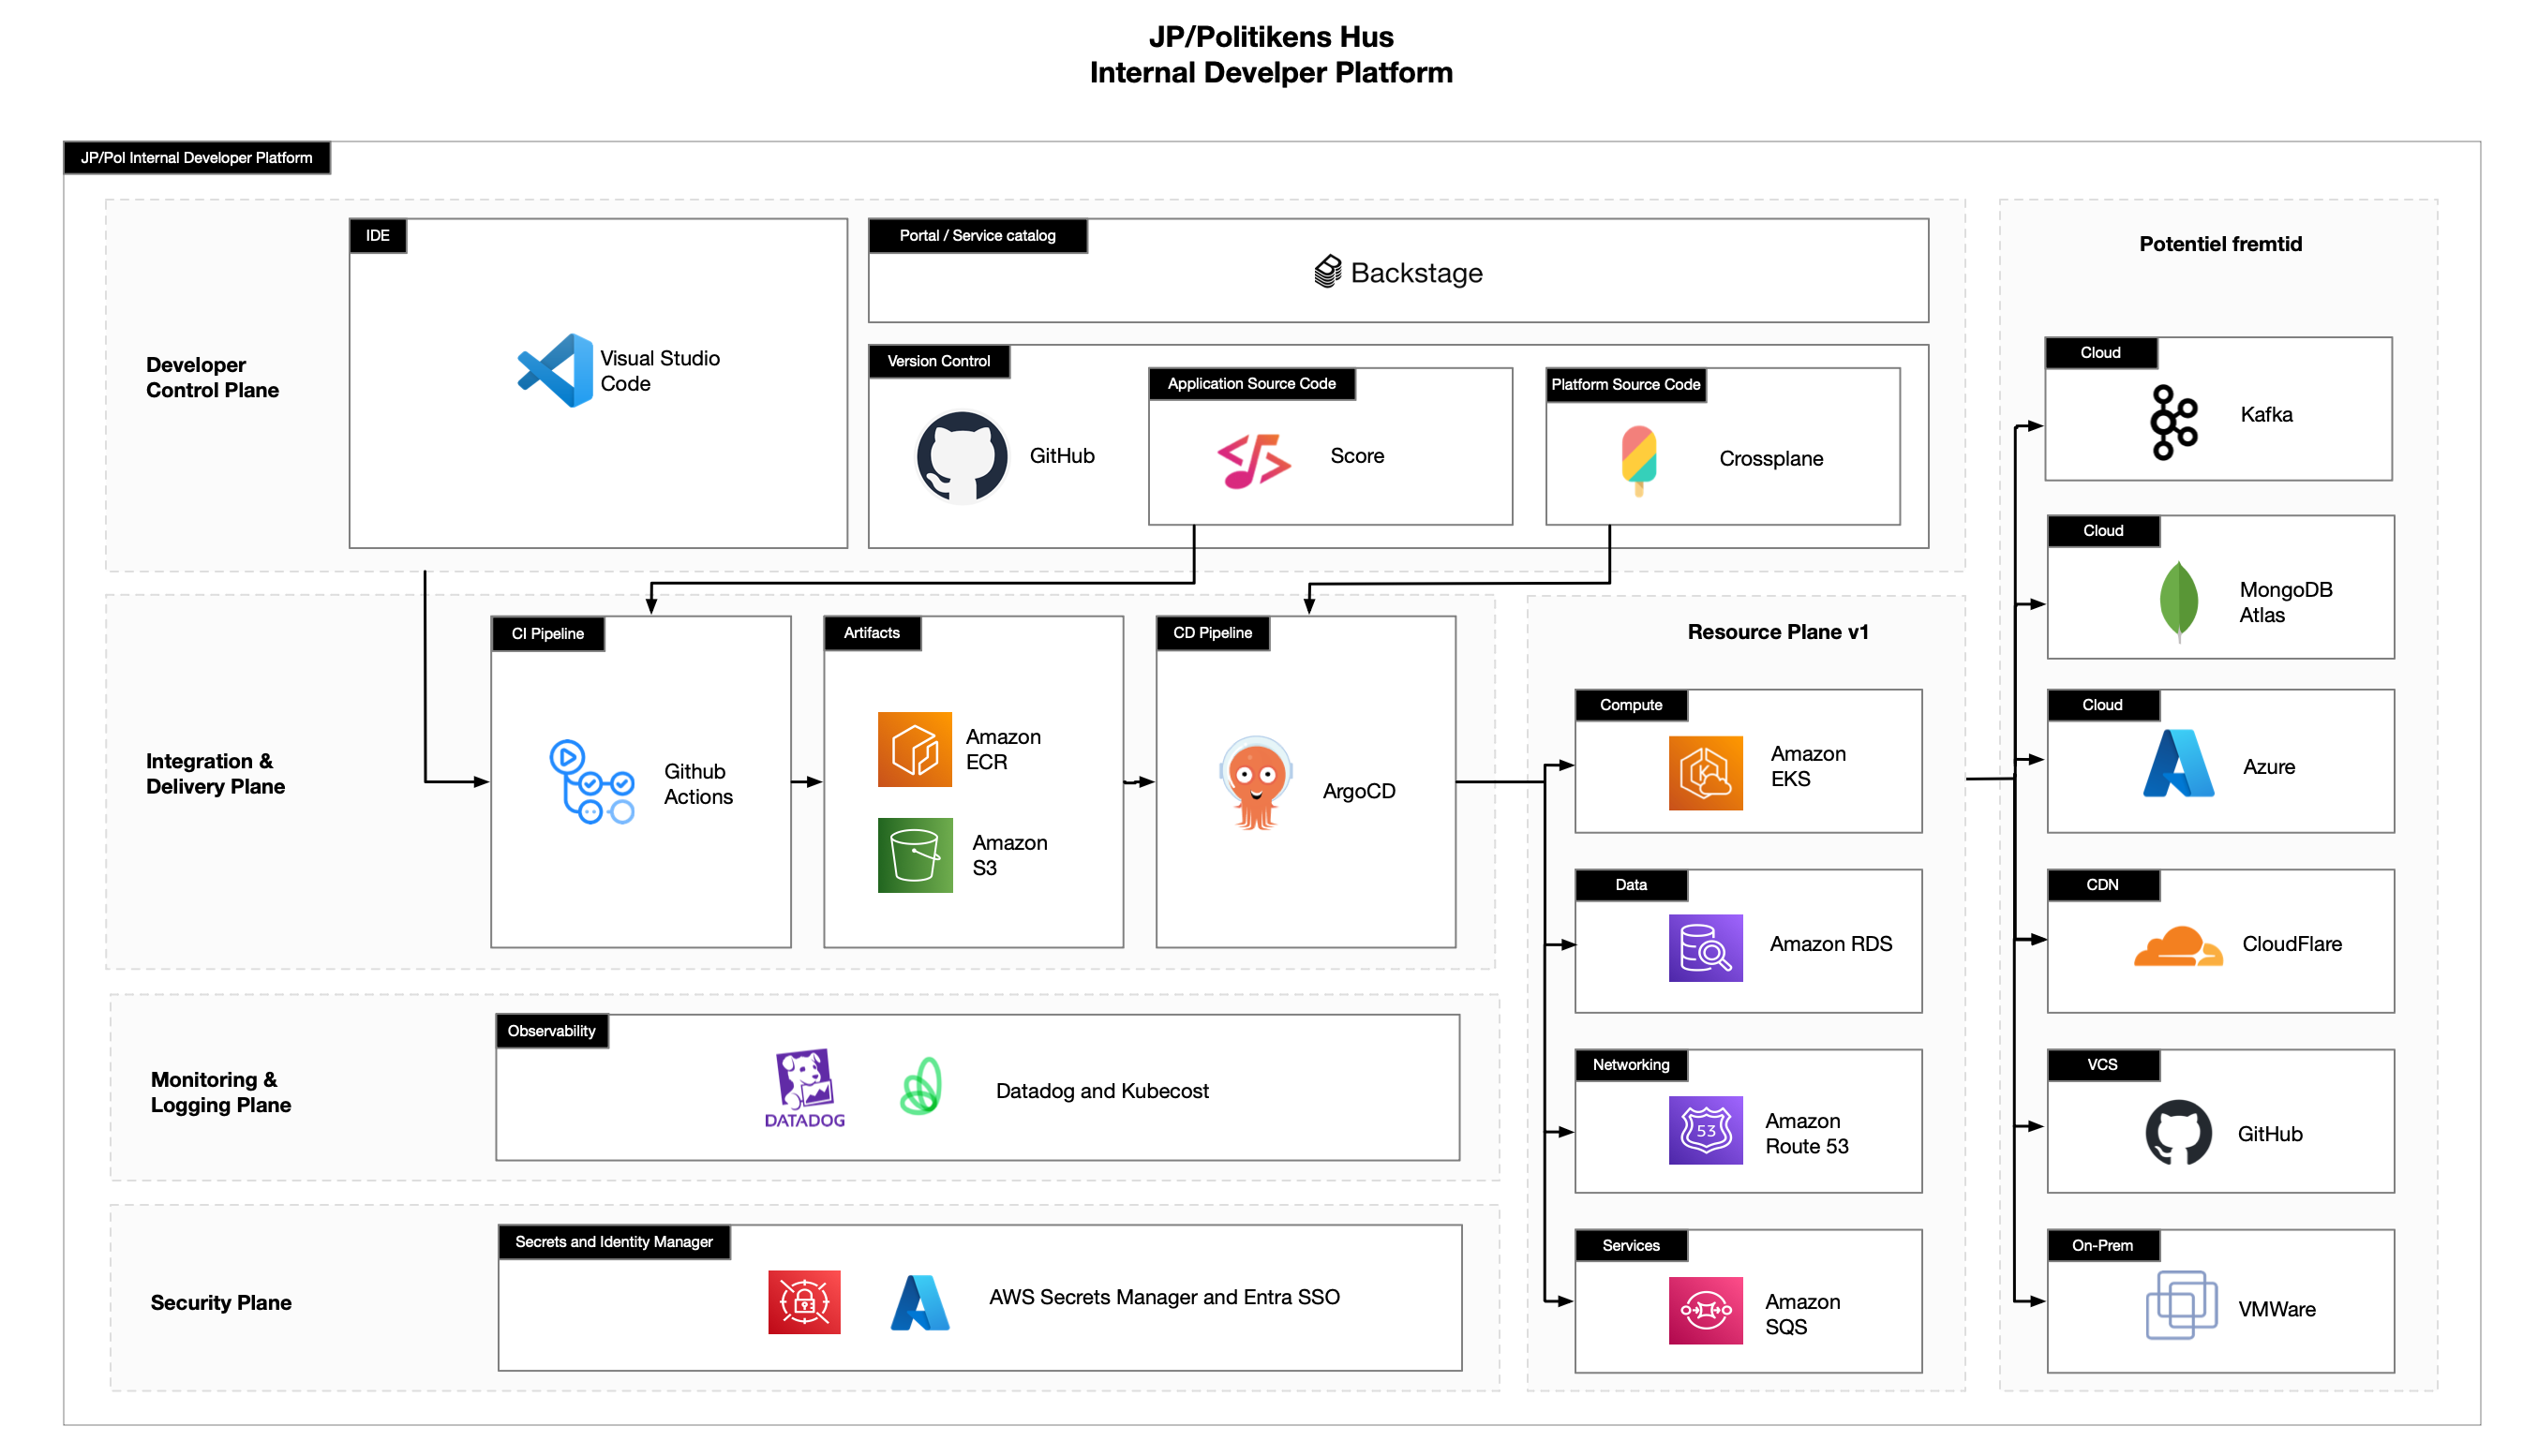 JP/Politikens Hus
Internal Develper Platform
JP/Pol Internal Developer Platform
Developer
Control Plane
IDE
Visual Studio
Code
Portal / Service catalog
Backstage
Version Control
GitHub
Application Source Code
Score
Platform Source Code
Crossplane
Integration &
Delivery Plane
CI Pipeline
Github
Actions
Artifacts
Amazon
ECR
Amazon
S3
CD Pipeline
ArgoCD
Monitoring &
Logging Plane
Observability
DATADOG
Datadog and Kubecost
Security Plane
Secrets and Identity Manager
AWS Secrets Manager and Entra SSO
Resource Plane v1
Compute
K
Amazon
EKS
Data
Amazon RDS
Networking
53
Amazon
Route 53
Services
Amazon
SQS
Potentiel fremtid
Cloud
Kafka
Cloud
MongoDB
Atlas
Cloud
Azure
CDN
CloudFlare
VCS
GitHub
On-Prem
VMWare